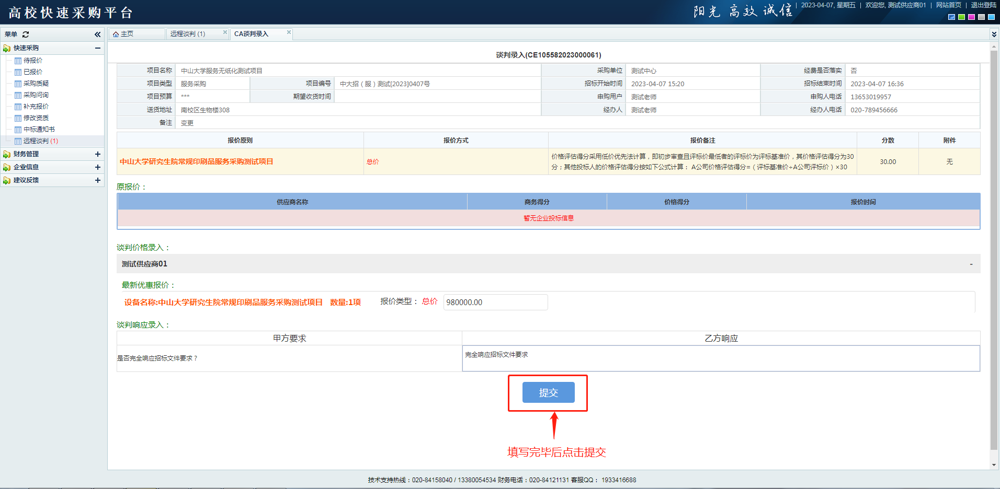 高校快速采购平台
阳光 高效 诚信
2023-04-07, 星期五 | 欢迎您, 测试供应商01 | 网站首页 | 退出登陆
菜单
主页 远程谈判 (1) CA谈判录入
快速采购
待报价
已报价
采购质疑
采购问询
补充报价
修改资质
中标通知书
远程谈判 (1)
财务管理
企业信息
建议反馈
谈判录入(CE105582023000061)
项目名称 中山大学服务无纸化测试项目 采购单位 测试中心 经费是否落实 否
项目类型 服务采购 项目编号 中大招（服）测试[2023]0407号 招标开始时间 2023-04-07 15:20 招标结束时间 2023-04-07 16:36
项目预算 *** 期望收货时间 申购用户 测试老师 申购人电话 13653019957
送货地址 南校区生物楼308 经办人 测试老师 经办人电话 020-789456666
备注 变更
报价原则 报价方式 报价备注 分数 附件
中山大学研究生院常规印刷品服务采购测试项目 总价
价格评估得分采用低价优先法计算，即初步审查且评标价最低者的评标价为评标基准价，其价格评估得分为30
分；其他投标人的价格评估得分按如下公式计算： A公司价格评估得分=（评标基准价÷A公司评标价）×30
30.00 无
原报价：
供应商名称 商务得分 价格得分 报价时间
暂无企业投标信息
谈判价格录入：
测试供应商01 -
最新优惠报价：
设备名称:中山大学研究生院常规印刷品服务采购测试项目 数量:1项 报价类型： 总价 980000.00
谈判响应录入：
甲方要求 乙方响应
是否完全响应招标文件要求？ 完全响应招标文件要求
提交
填写完毕后点击提交
技术支持热线：020-84158040 / 13380054534 财务电话：020-84121131 客服QQ： 1933416688